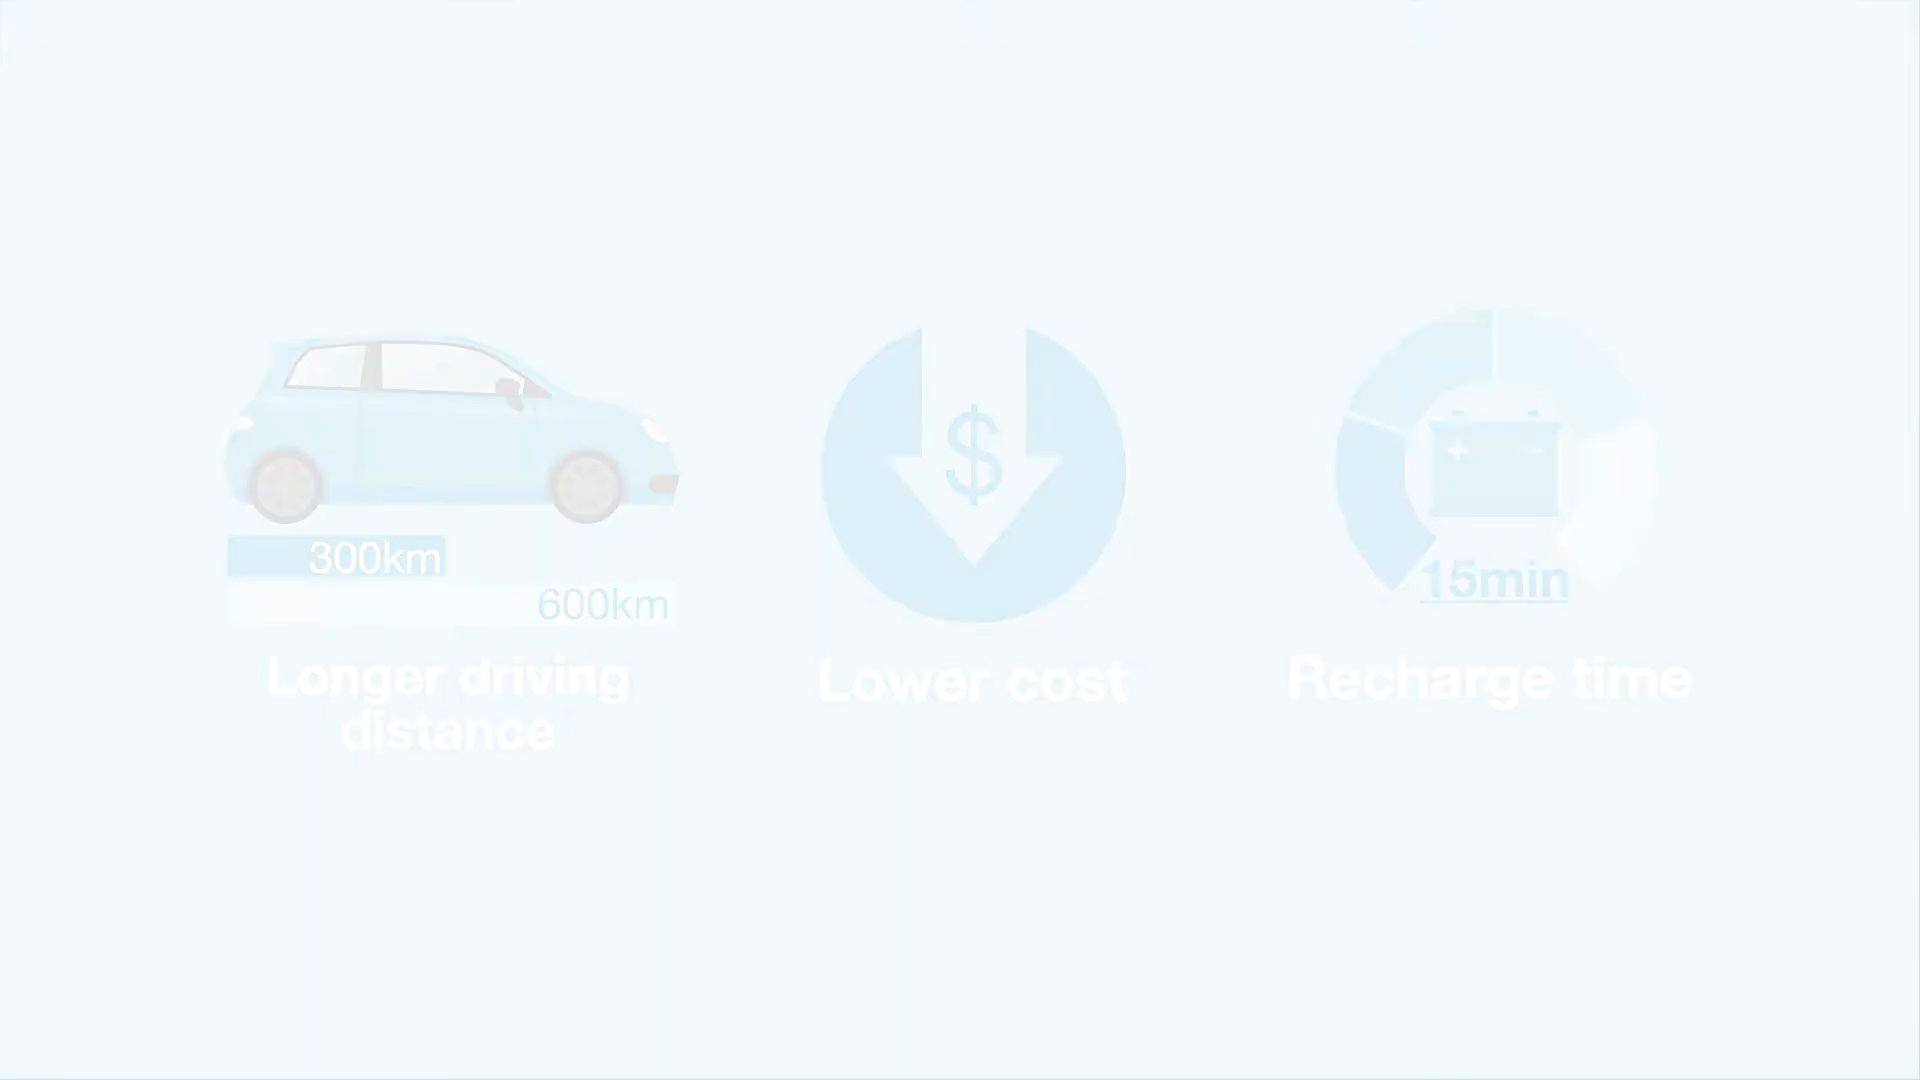 300km
600km
Longer driving
distance
$
Lower cost
+ -
15min
Recharge time